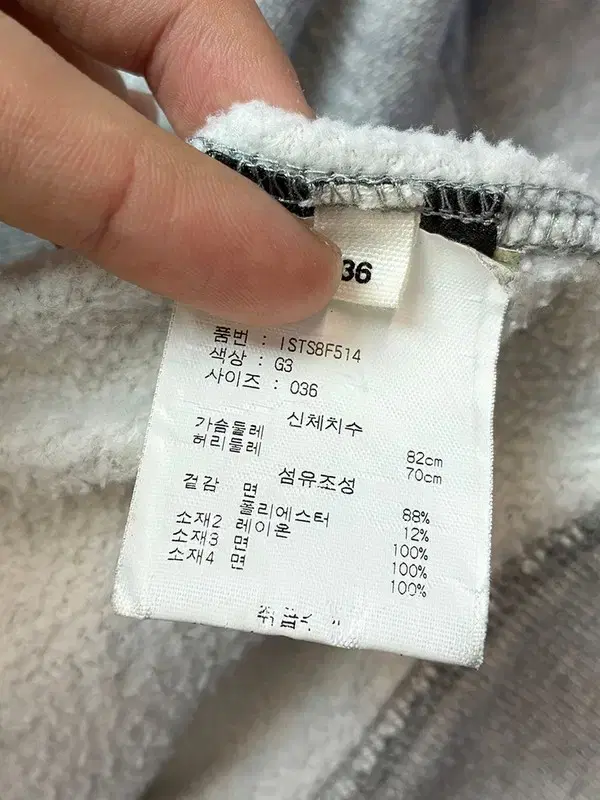 36
품번 : ISTS8F514
색상 : G3
사이즈 : 036
신체치수
가슴둘레 82cm
허리둘레 70cm
섬유조성
겉감 면 88%
폴리에스터 12%
소재2 레이온 100%
소재3 면 100%
소재4 면 100%